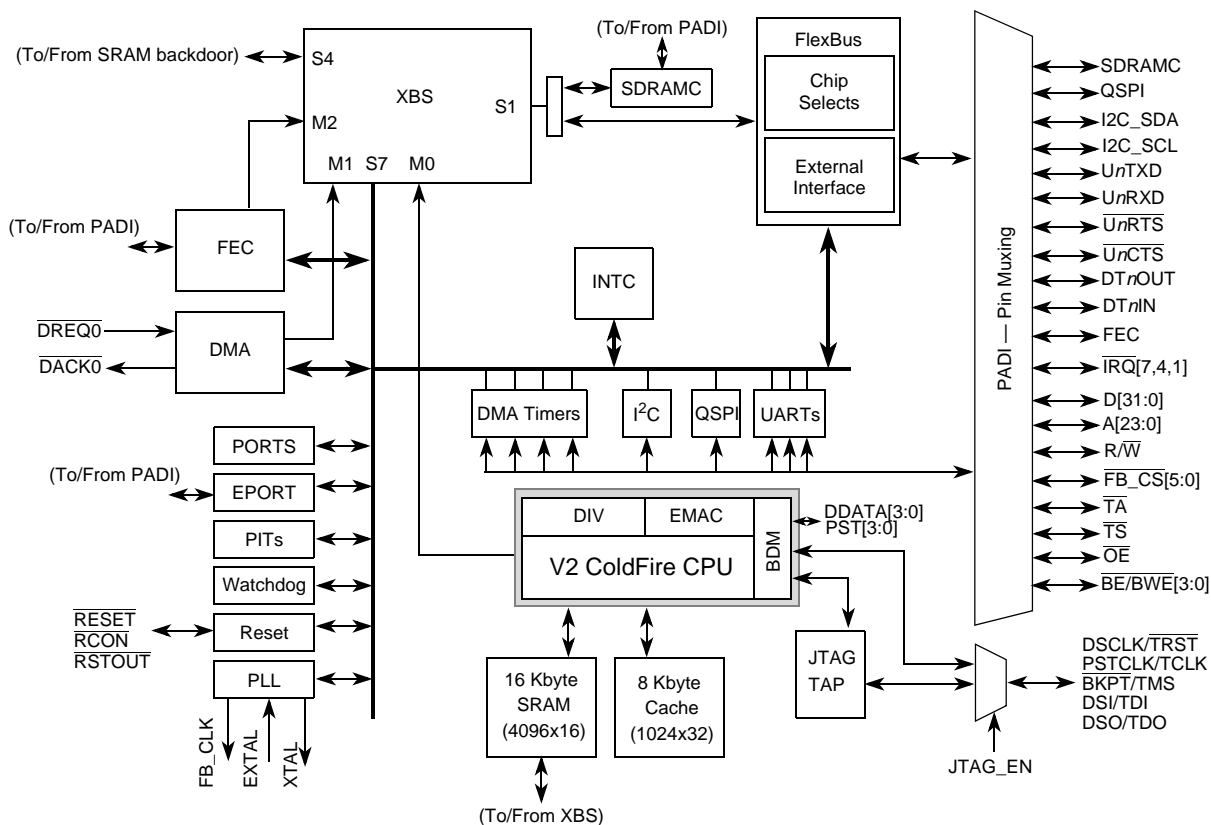 (To/From SRAM backdoor)
S4
XBS
S1
M2
M1 S7 M0
(To/From PADI)
SDRAMC
FlexBus
Chip
Selects
External
Interface
(To/From PADI)
FEC
DREQ0
DACK0
DMA
INTC
DMA Timers
I²C
QSPI
UARTs
PORTS
(To/From PADI)
EPORT
PITs
Watchdog
RESET
RCON
RSTOUT
Reset
PLL
FB_CLK
EXTAL
XTAL
DIV
EMAC
V2 ColdFire CPU
BDM
DDATA[3:0]
PST[3:0]
16 Kbyte
SRAM
(4096x16)
8 Kbyte
Cache
(1024x32)
(To/From XBS)
JTAG
TAP
PADI — Pin Muxing
SDRAMC
QSPI
I2C_SDA
I2C_SCL
UnTXD
UnRXD
UnRTS
UnCTS
DTnOUT
DTnIN
FEC
IRQ[7,4,1]
D[31:0]
A[23:0]
R/W
FB_CS[5:0]
TA
TS
OE
BE/BWE[3:0]
DSCLK/TRST
PSTCLK/TCLK
BKPT/TMS
DSI/TDI
DSO/TDO
JTAG_EN